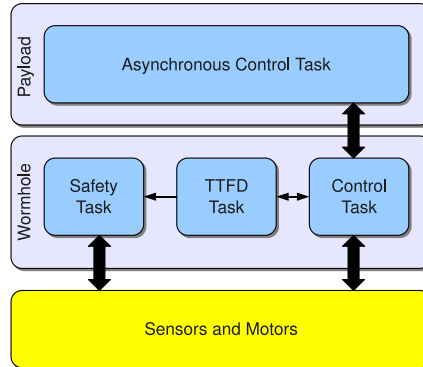 Payload
Asynchronous Control Task
Wormhole
Safety
Task
TTFD
Task
Control
Task
Sensors and Motors